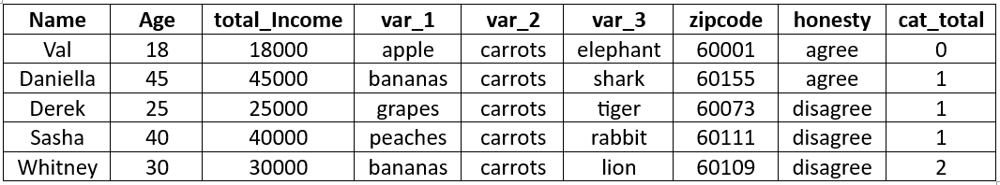 Name Age total_Income var_1 var_2 var_3 zipcode honesty cat_total
Val 18 18000 apple carrots elephant 60001 agree 0
Daniella 45 45000 bananas carrots shark 60155 agree 1
Derek 25 25000 grapes carrots tiger 60073 disagree 1
Sasha 40 40000 peaches carrots rabbit 60111 disagree 1
Whitney 30 30000 bananas carrots lion 60109 disagree 2